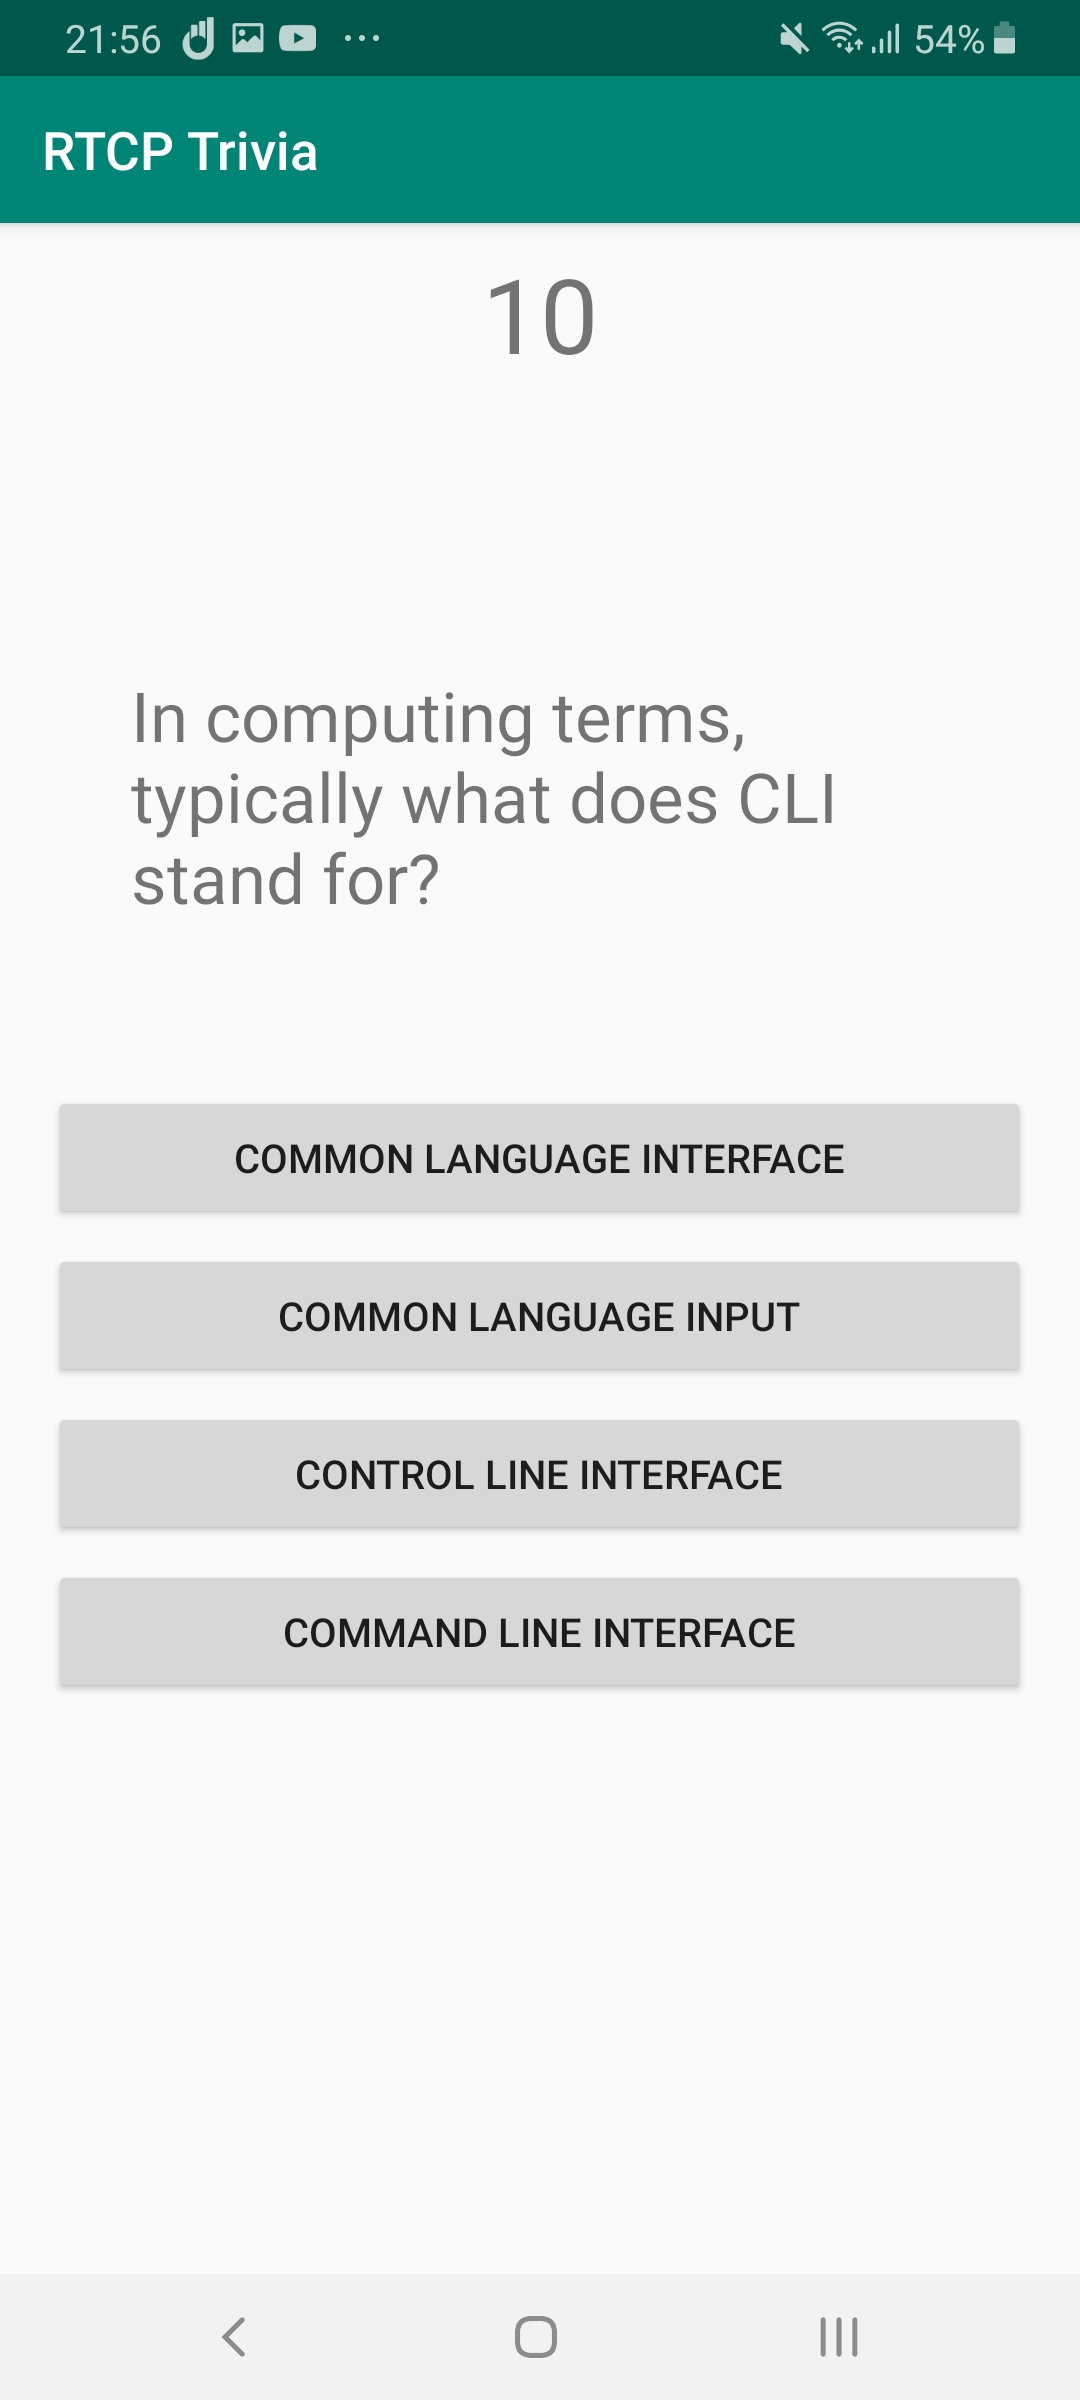 21:56 54%
RTCP Trivia
10
In computing terms,
typically what does CLI
stand for?
COMMON LANGUAGE INTERFACE
COMMON LANGUAGE INPUT
CONTROL LINE INTERFACE
COMMAND LINE INTERFACE